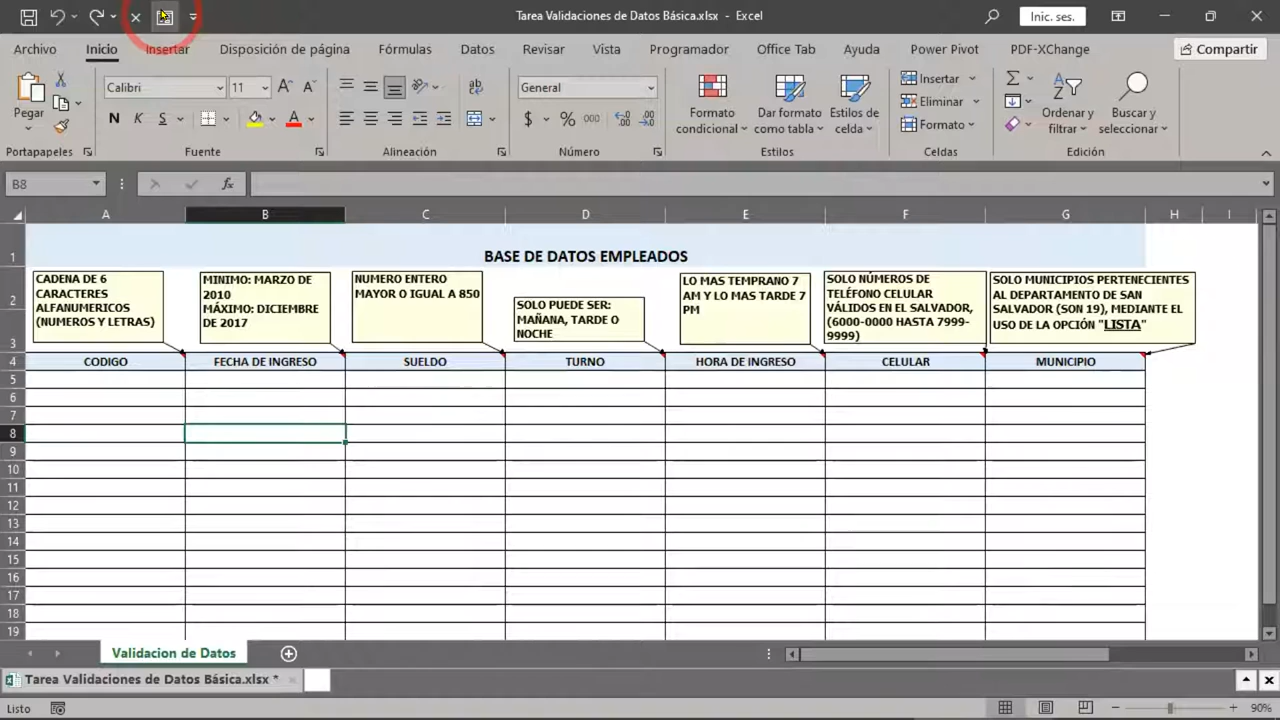 Tarea Validaciones de Datos Básica.xlsx - Excel
Inic. ses.
Archivo Inicio Insertar Disposición de página Fórmulas Datos Revisar Vista Programador Office Tab Ayuda Power Pivot PDF-XChange Compartir
Pegar
Portapapeles
Calibri 11
N K S
Fuente
ab
Alineación
General
$ % 000
Número
Formato condicional
Dar formato como tabla
Estilos de celda
Estilos
Insertar
Eliminar
Formato
Celdas
Ordenar y filtrar
Buscar y seleccionar
Edición
B8 fx
A B C D E F G H I
1 BASE DE DATOS EMPLEADOS
CADENA DE 6
CARACTERES
ALFANUMERICOS
(NUMEROS Y LETRAS)
MINIMO: MARZO DE
2010
MÁXIMO: DICIEMBRE
DE 2017
NUMERO ENTERO
MAYOR O IGUAL A 850
SOLO PUEDE SER:
MAÑANA, TARDE O
NOCHE
LO MAS TEMPRANO 7
AM Y LO MAS TARDE 7
PM
SOLO NÚMEROS DE
TELÉFONO CELULAR
VÁLIDOS EN EL SALVADOR,
(6000-0000 HASTA 7999-
9999)
SOLO MUNICIPIOS PERTENECIENTES
AL DEPARTAMENTO DE SAN
SALVADOR (SON 19), MEDIANTE EL
USO DE LA OPCIÓN "LISTA"
2
3
4 CODIGO FECHA DE INGRESO SUELDO TURNO HORA DE INGRESO CELULAR MUNICIPIO
5
6
7
8
9
10
11
12
13
14
15
16
17
18
19
Validacion de Datos
Tarea Validaciones de Datos Básica.xlsx *
Listo
90%